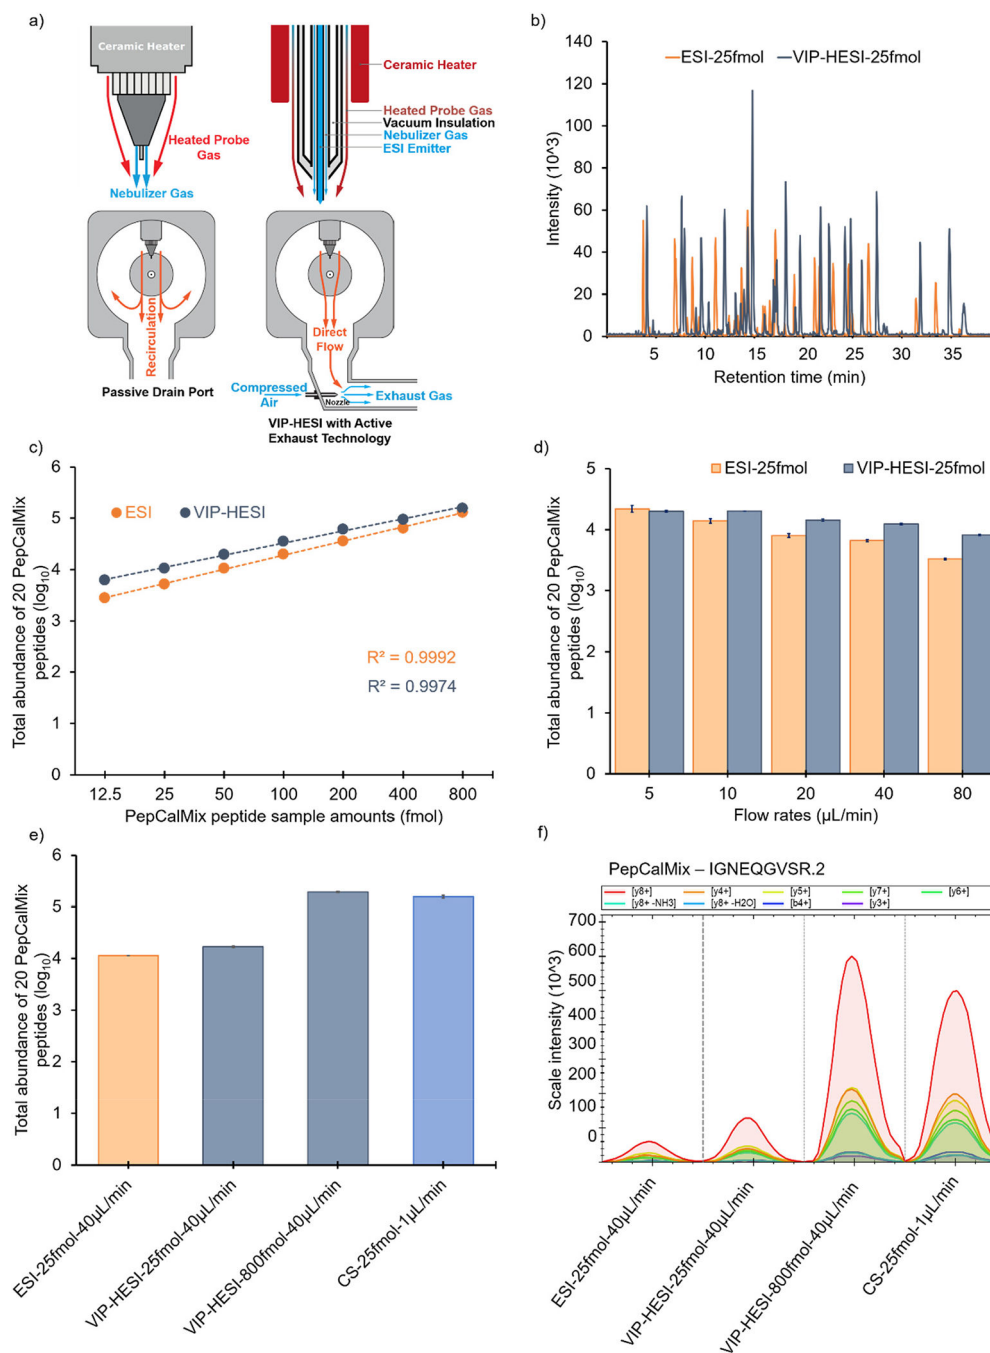 a)
Ceramic Heater
Heated Probe
Gas
Nebulizer Gas
Recirculation
Passive Drain Port
Ceramic Heater
Heated Probe Gas
Vacuum Insulation
Nebulizer Gas
ESI Emitter
Direct
Flow
Compressed
Air
Nozzle
Exhaust Gas
VIP-HESI with Active
Exhaust Technology
b)
ESI-25fmol
VIP-HESI-25fmol
Intensity (10^3)
140
120
100
80
60
40
20
0
5 10 15 20 25 30 35
Retention time (min)
c)
Total abundance of 20 PepCalMix
peptides (log10)
6
5
4
3
2
1
0
ESI
VIP-HESI
R² = 0.9992
R² = 0.9974
12.5 25 50 100 200 400 800
PepCalMix peptide sample amounts (fmol)
d)
ESI-25fmol
VIP-HESI-25fmol
Total abundance of 20 PepCalMix
peptides (log10)
5
4
3
2
1
0
5 10 20 40 80
Flow rates (µL/min)
e)
Total abundance of 20 PepCalMix
peptides (log10)
6
5
4
3
2
1
0
ESI-25fmol-40µL/min
VIP-HESI-25fmol-40µL/min
VIP-HESI-800fmol-40µL/min
CS-25fmol-1µL/min
f)
PepCalMix – IGNEQGVSR.2
[y8+] [y4+] [y5+] [y7+] [y6+]
[y8+ -NH3] [y8+ -H2O] [b4+] [y3+]
Scale intensity (10^3)
700
600
500
400
300
200
100
0
ESI-25fmol-40µL/min
VIP-HESI-25fmol-40µL/min
VIP-HESI-800fmol-40µL/min
CS-25fmol-1µL/min